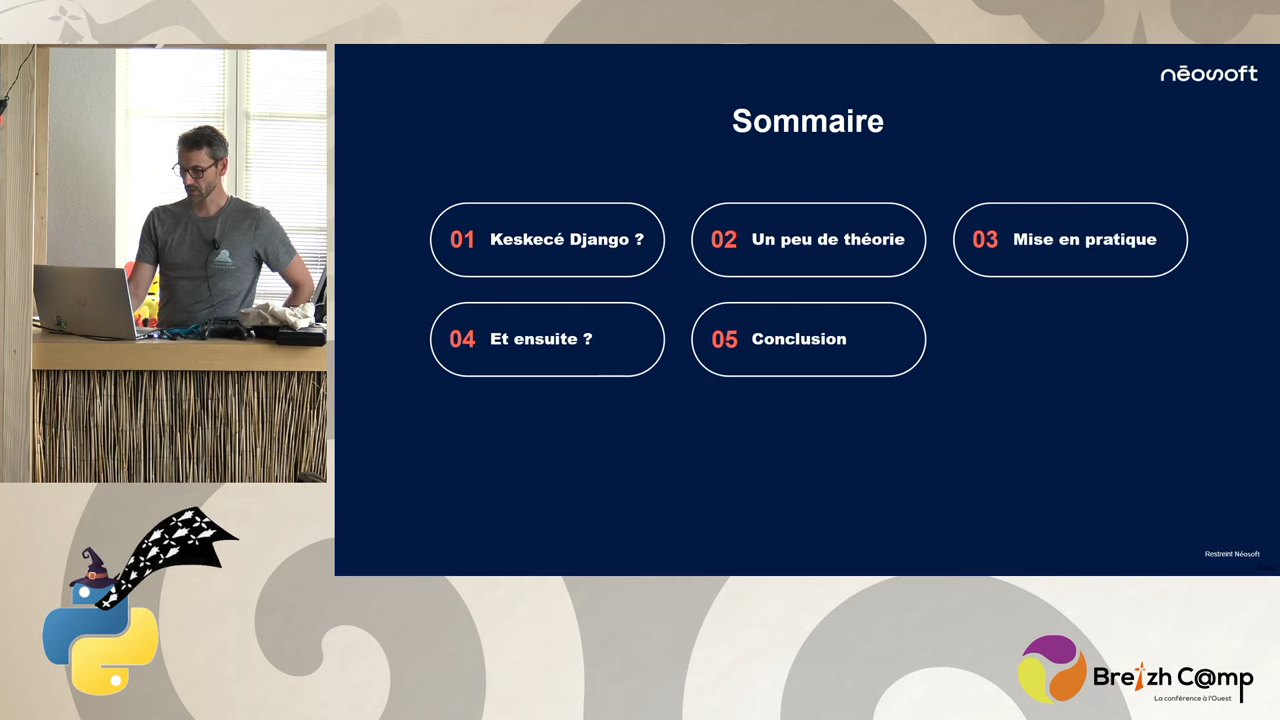 nēosoft
Sommaire
01 Keskecé Django ?
02 Un peu de théorie
03 Mise en pratique
04 Et ensuite ?
05 Conclusion
Restreint Néosoft
Breizh C@mp
La conférence à l'Ouest